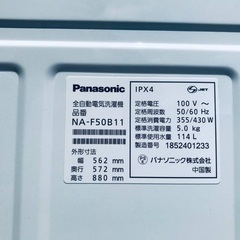 Panasonic
全自動電気洗濯機
品番
NA-F50B11
外形寸法
幅 562 mm
奥行 572 mm
高さ 880 mm
IPX4
JET
定格電圧 100 V～
定格周波数 50/60 Hz
定格消費電力 355/430 W
標準洗濯容量 5.0 kg
標準使用水量 114 L
製造番号 1852401233
パナソニック株式会社
中国製